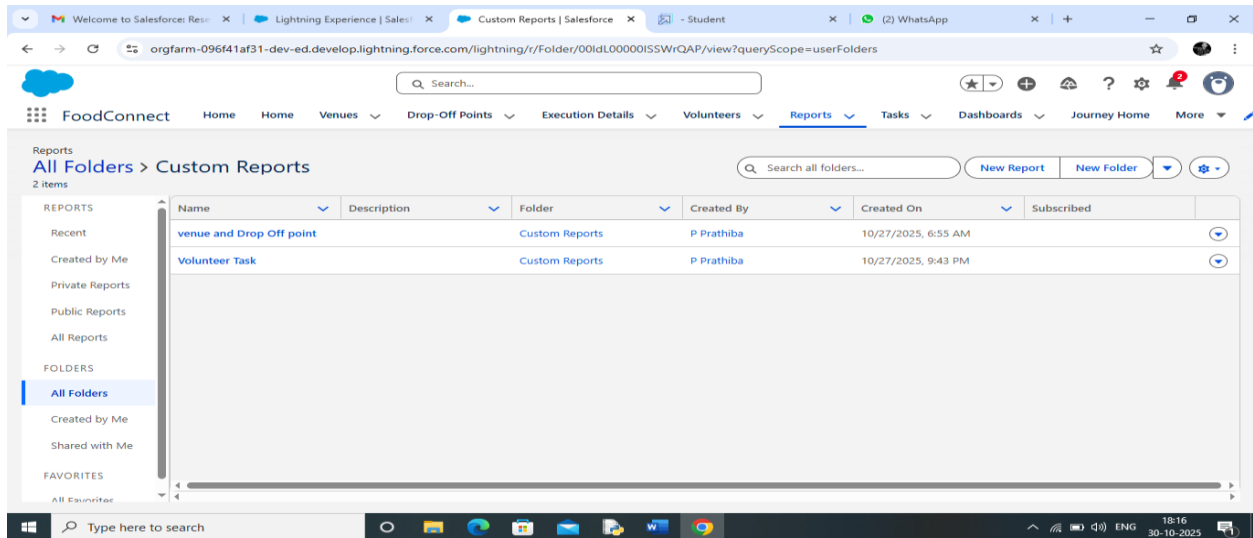 Welcome to Salesforce: Rese
Lightning Experience | Salesf
Custom Reports | Salesforce
- Student
(2) WhatsApp
orgfarm-096f41af31-dev-ed.develop.lightning.force.com/lightning/r/Folder/00IdL00000ISSWrQAP/view?queryScope=userFolders
Search...
2
FoodConnect Home Home Venues Drop-Off Points Execution Details Volunteers Reports Tasks Dashboards Journey Home More
Reports
All Folders > Custom Reports
2 items
Search all folders...
New Report New Folder
REPORTS
Recent
Created by Me
Private Reports
Public Reports
All Reports
FOLDERS
All Folders
Created by Me
Shared with Me
FAVORITES
All Favorites
Name Description Folder Created By Created On Subscribed
venue and Drop Off point Custom Reports P Prathiba 10/27/2025, 6:55 AM
Volunteer Task Custom Reports P Prathiba 10/27/2025, 9:43 PM
Type here to search
ENG
18:16
30-10-2025